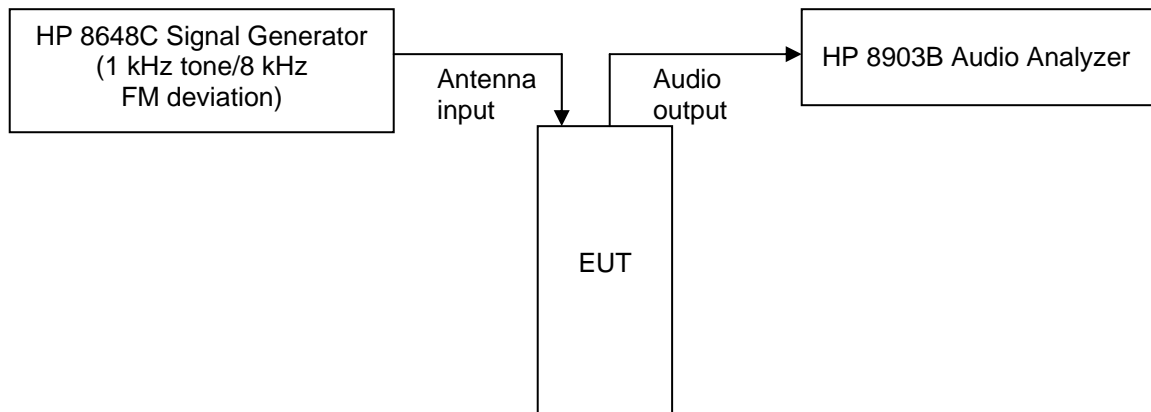 HP 8648C Signal Generator
(1 kHz tone/8 kHz
FM deviation)
Antenna
input
Audio
output
HP 8903B Audio Analyzer
EUT